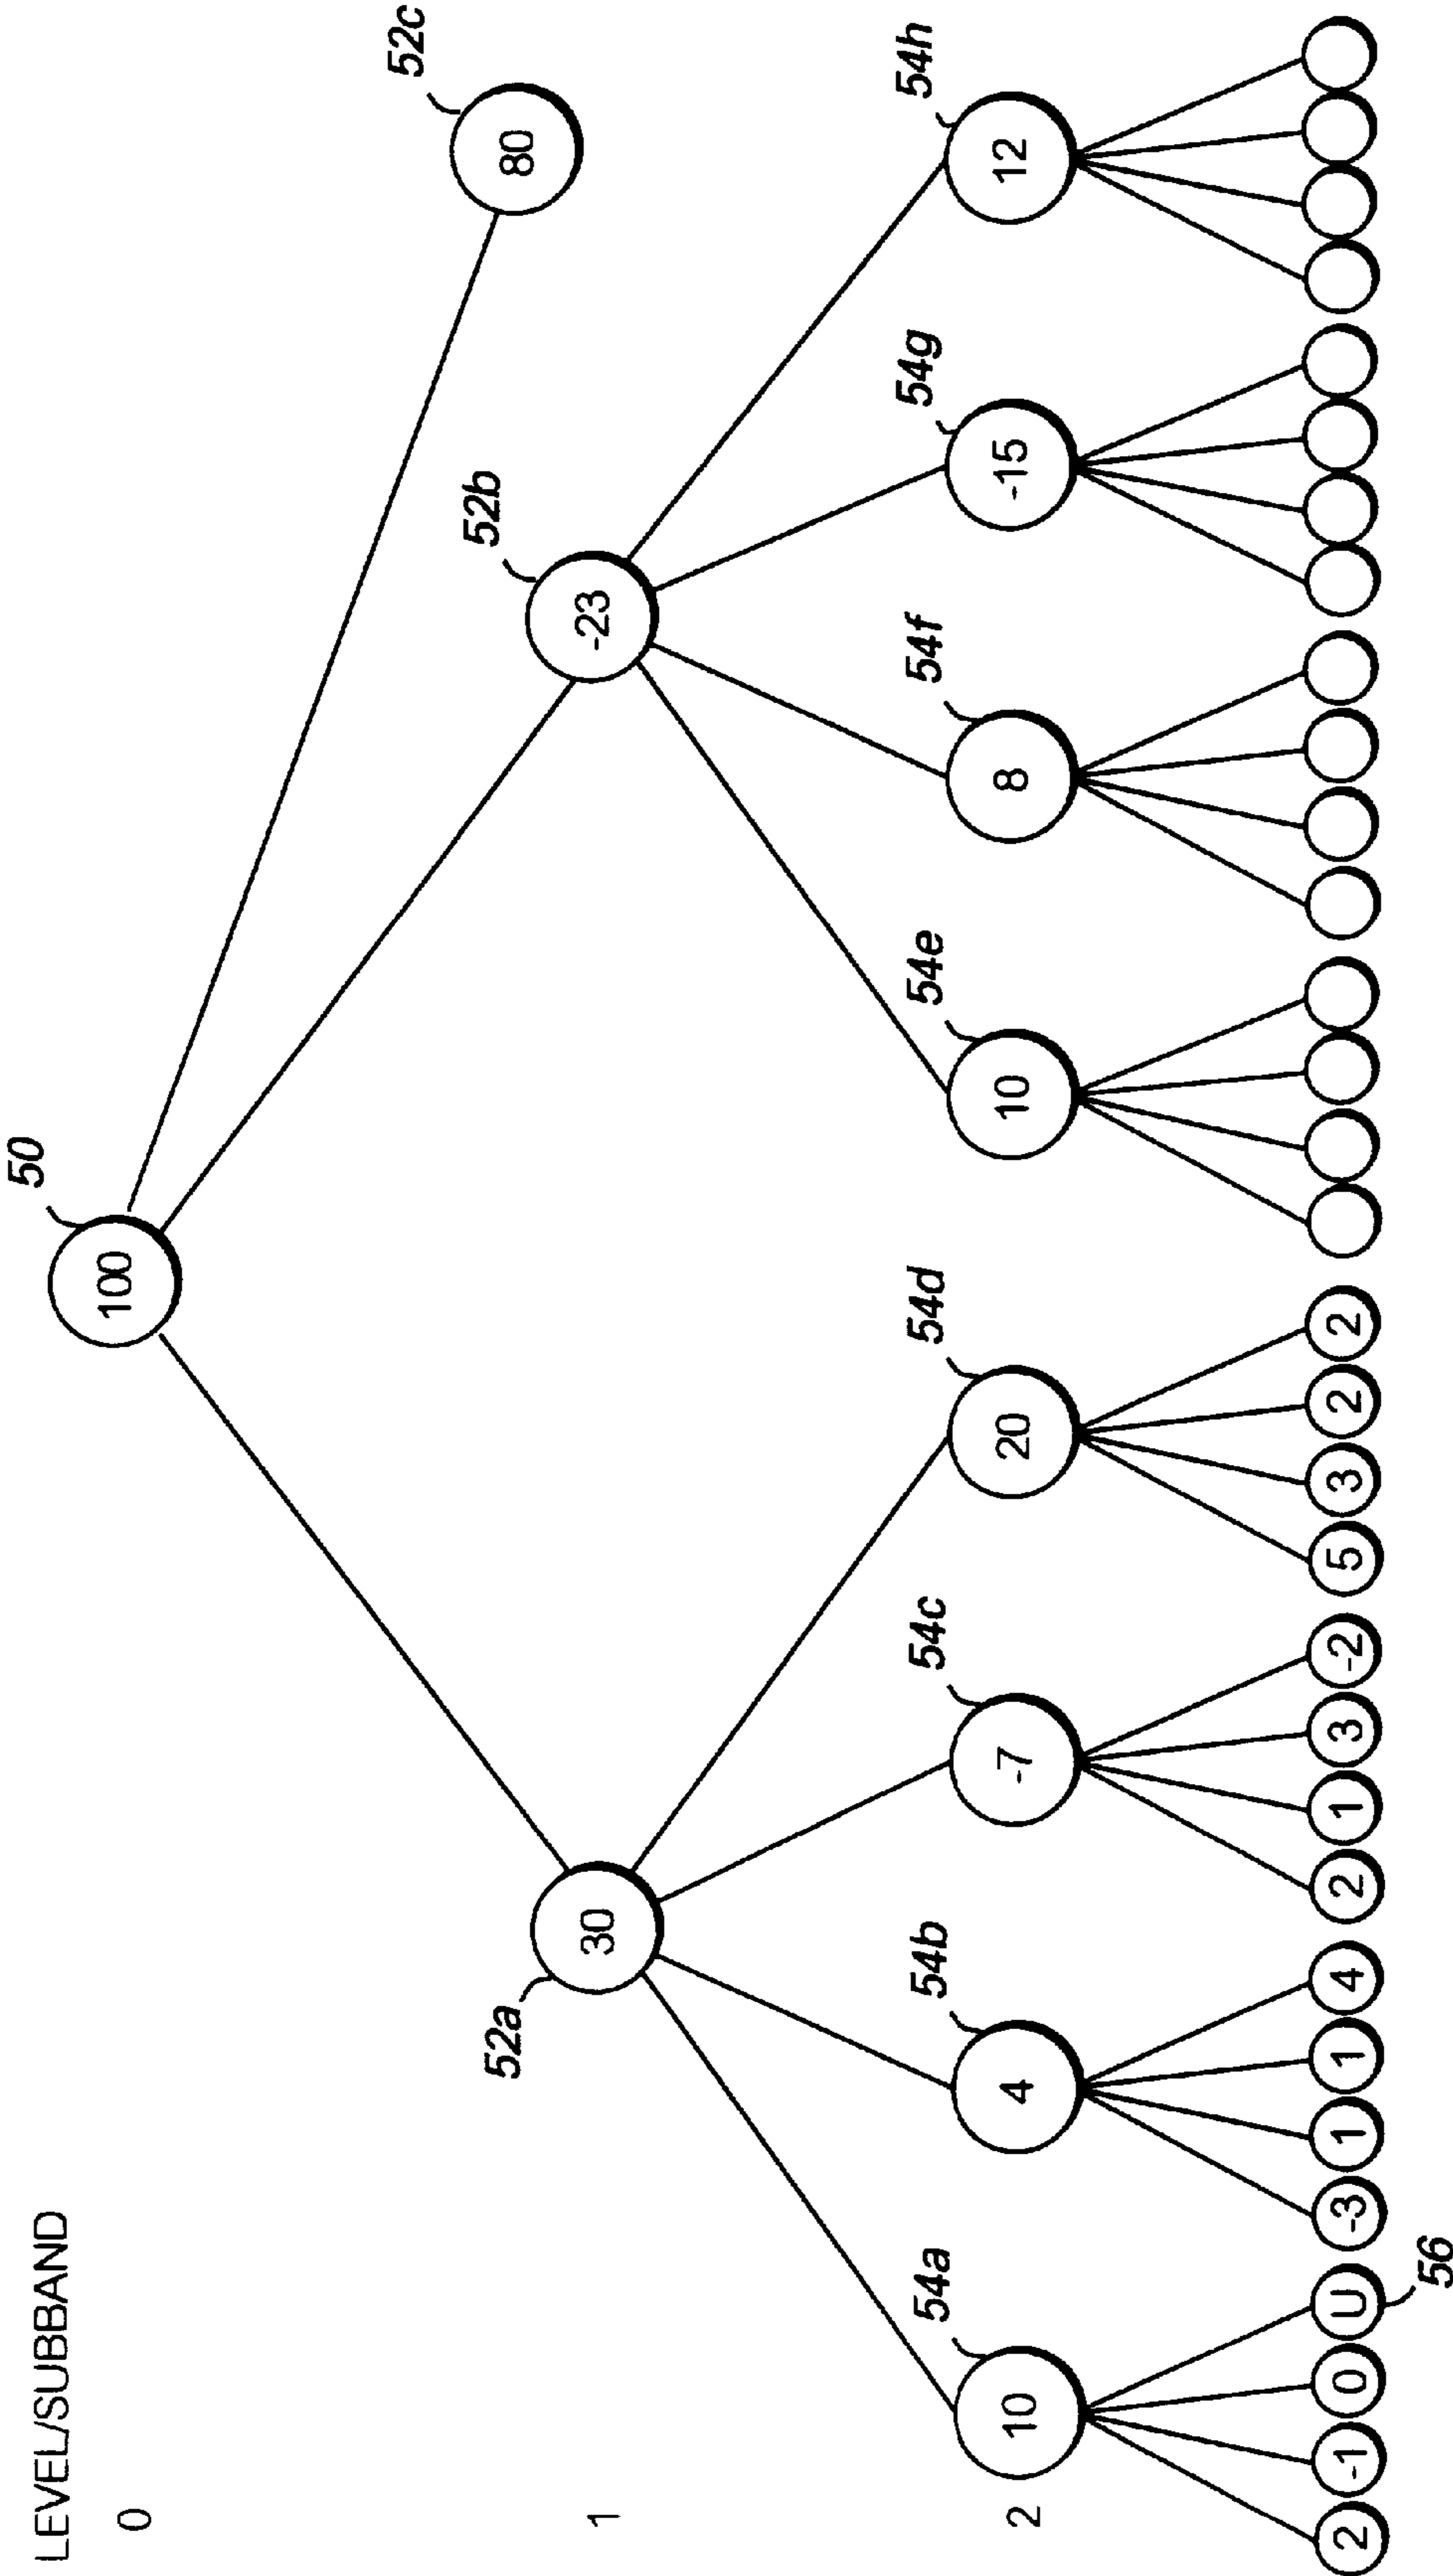 LEVEL/SUBBAND
0
50
100
52c
80
1
52a
30
52b
-23
2
54a
10
54b
4
54c
-7
54d
20
54e
10
54f
8
54g
-15
54h
12
2 -1 0 U -3 1 1 4 2 1 3 -2 5 3 2 2
56